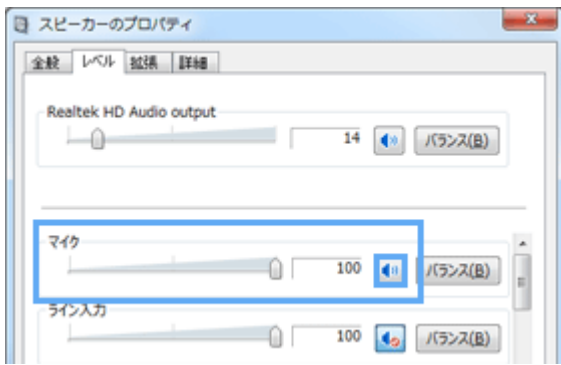 スピーカーのプロパティ
全般 レベル 拡張 詳細
Realtek HD Audio output
14 バランス(B)
マイク
100 バランス(B)
ライン入力
100 バランス(B)